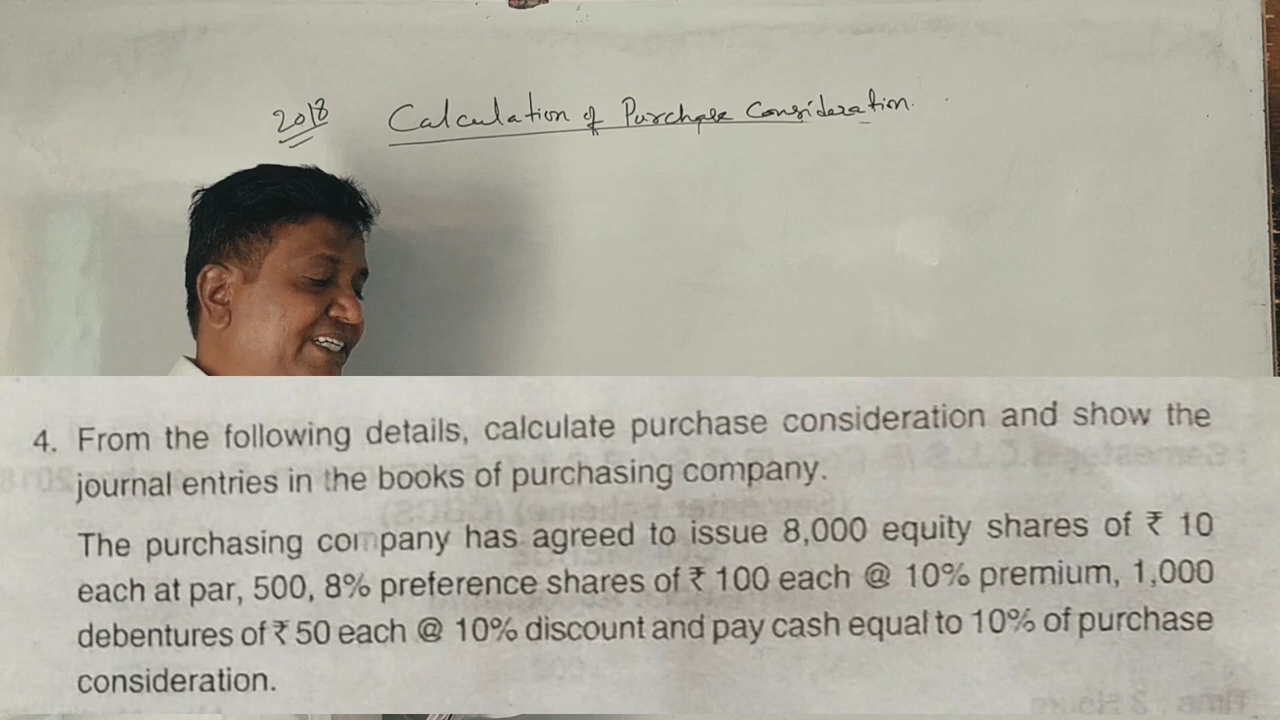 2018 Calculation of Purchase Consideration.
4. From the following details, calculate purchase consideration and show the
journal entries in the books of purchasing company.
The purchasing company has agreed to issue 8,000 equity shares of ₹ 10
each at par, 500, 8% preference shares of ₹ 100 each @ 10% premium, 1,000
debentures of ₹ 50 each @ 10% discount and pay cash equal to 10% of purchase
consideration.